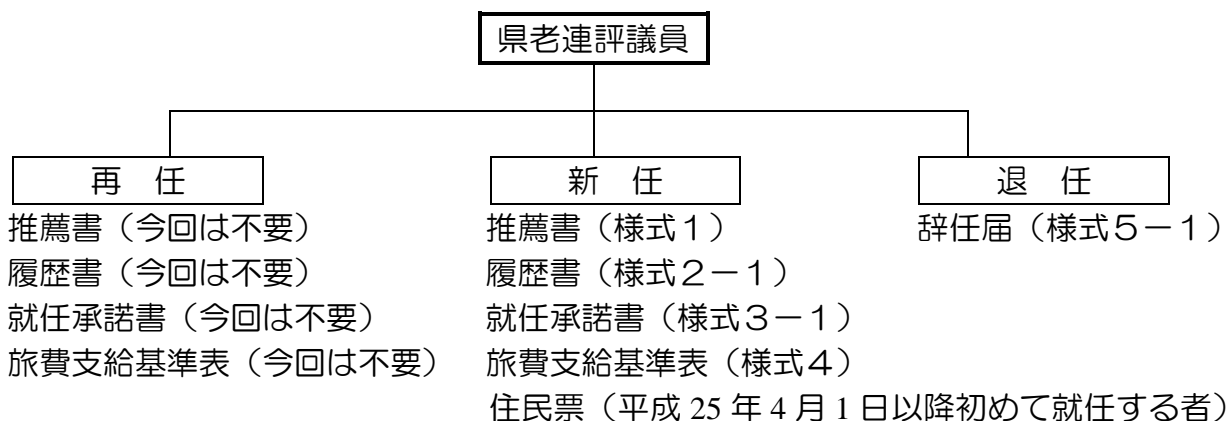 県老連評議員
再 任 新 任 退 任
推薦書（今回は不要） 推薦書（様式１） 辞任届（様式５－１）
履歴書（今回は不要） 履歴書（様式２－１）
就任承諾書（今回は不要） 就任承諾書（様式３－１）
旅費支給基準表（今回は不要） 旅費支給基準表（様式４）
住民票（平成 25 年 4 月 1 日以降初めて就任する者）